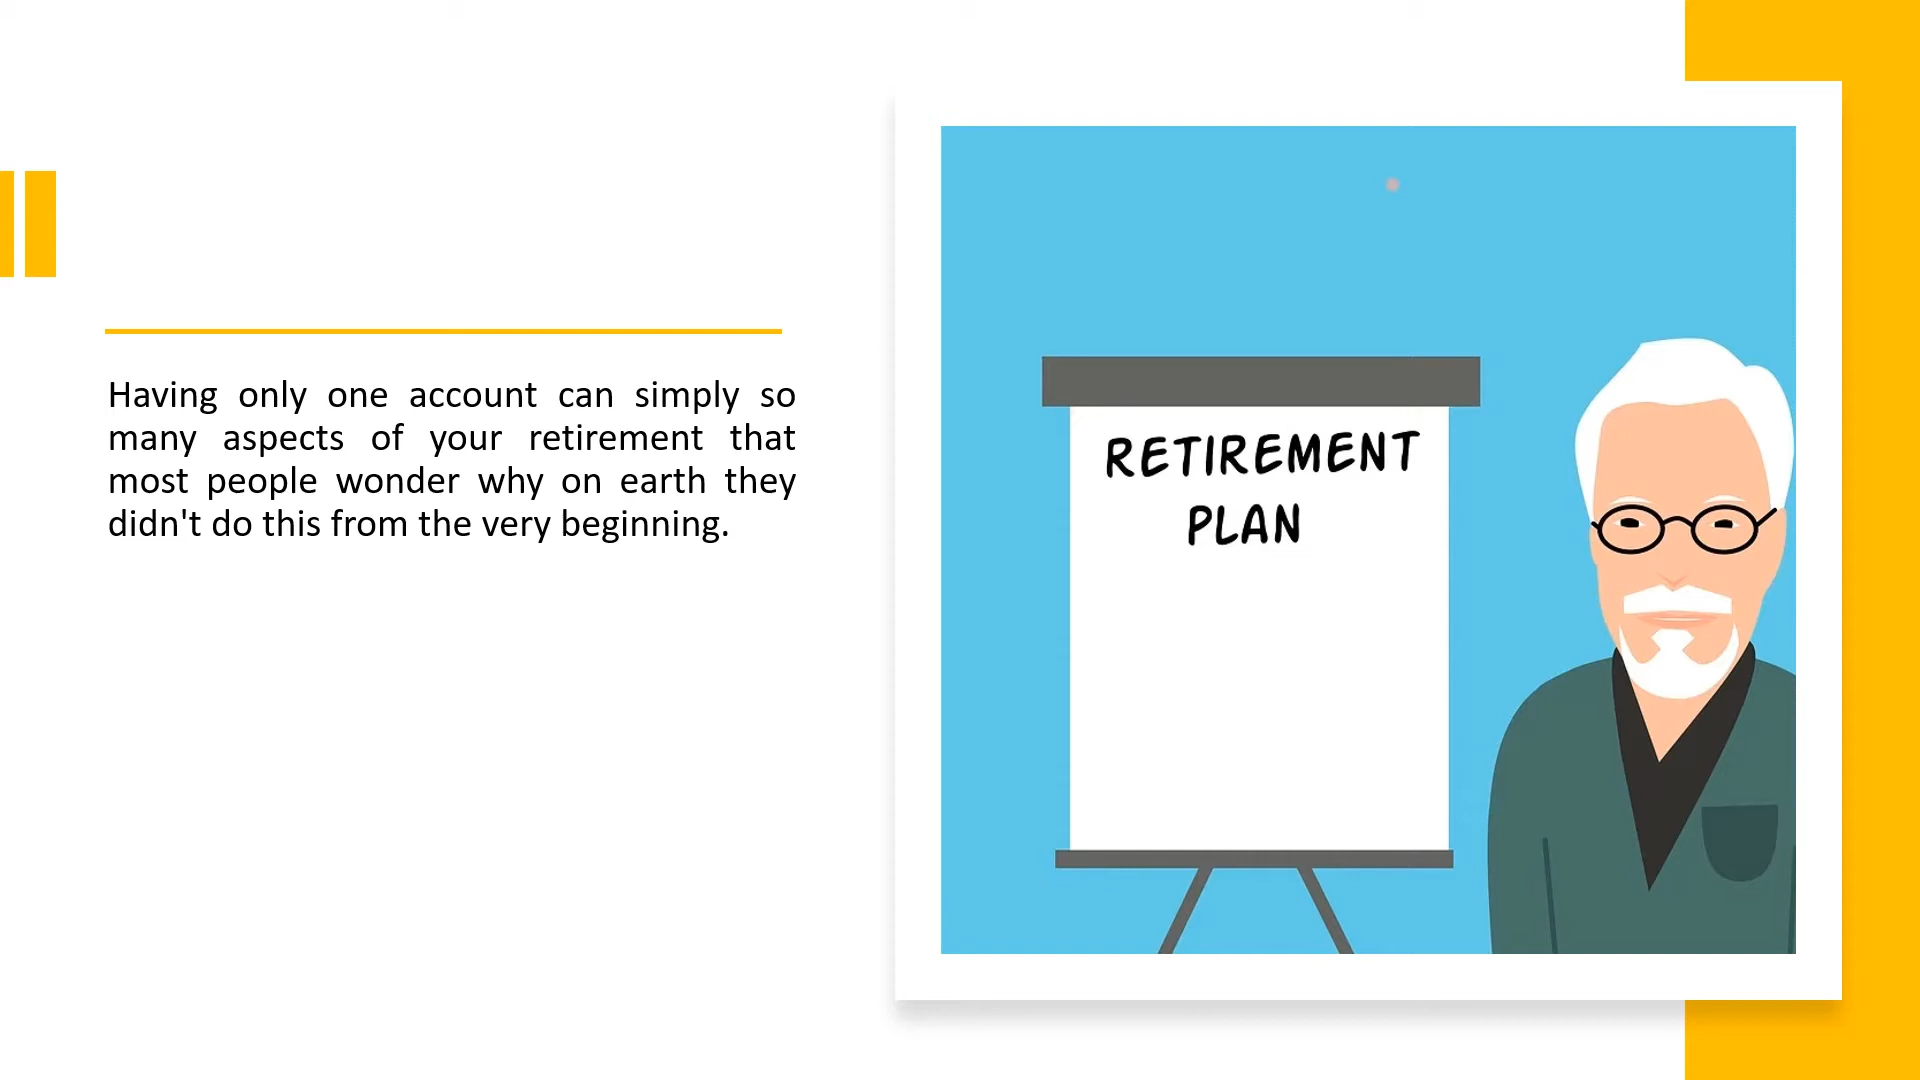 Having only one account can simply so
many aspects of your retirement that
most people wonder why on earth they
didn't do this from the very beginning.
RETIREMENT
PLAN